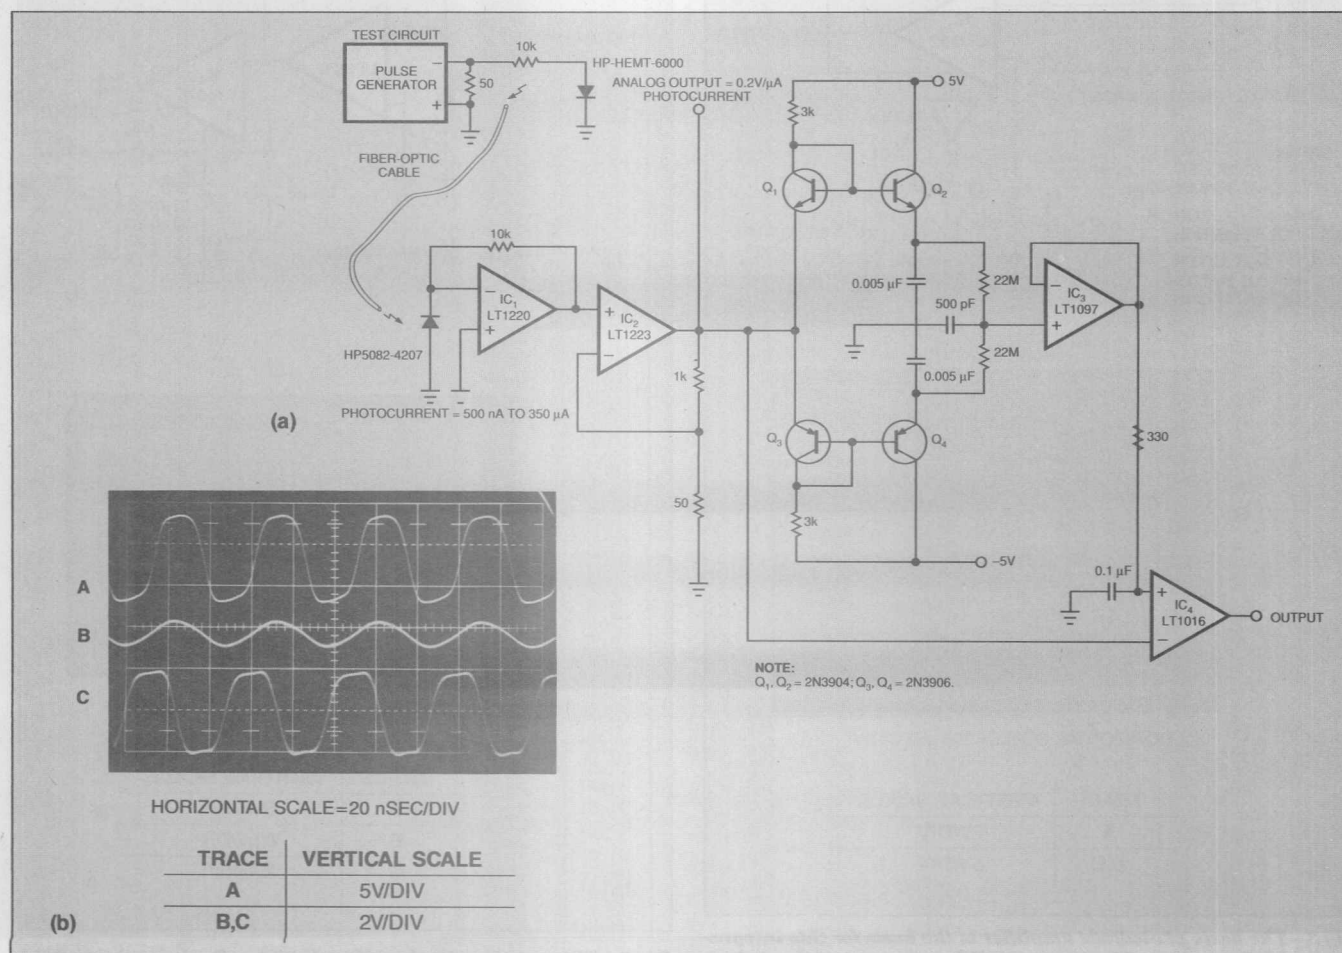 TEST CIRCUIT
PULSE
GENERATOR
−
+
50
10k
HP-HEMT-6000
ANALOG OUTPUT = 0.2V/µA
PHOTOCURRENT
5V
3k
FIBER-OPTIC
CABLE
Q1
Q2
10k
−
+
IC1
LT1220
+
−
IC2
LT1223
0.005 µF
22M
500 pF
−
+
IC3
LT1097
22M
0.005 µF
HP5082-4207
1k
PHOTOCURRENT = 500 nA TO 350 µA
(a)
Q3
Q4
330
50
3k
–5V
0.1 µF
+
−
IC4
LT1016
OUTPUT
NOTE:
Q1, Q2 = 2N3904; Q3, Q4 = 2N3906.
A
B
C
HORIZONTAL SCALE=20 nSEC/DIV
TRACE VERTICAL SCALE
A 5V/DIV
B,C 2V/DIV
(b)